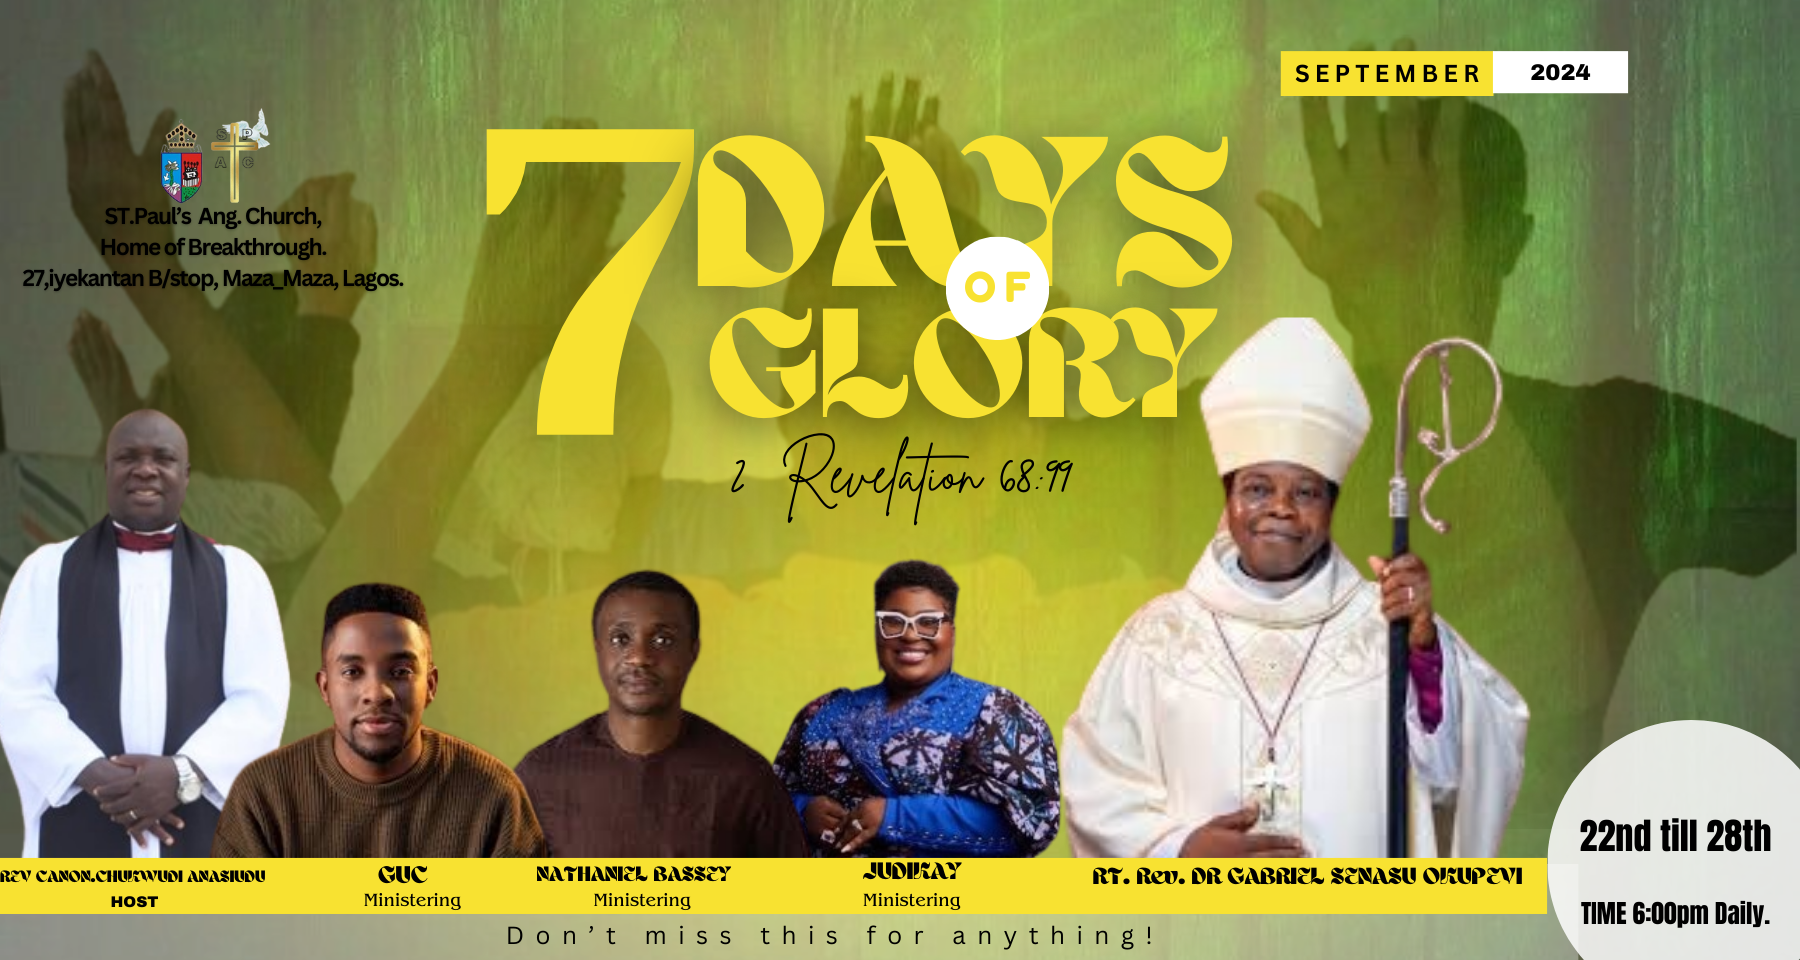 SEPTEMBER 2024
S P
A C
ST.Paul's Ang. Church,
Home of Breakthrough.
27,iyekantan B/stop, Maza_Maza, Lagos.
7 DAYS
OF
GLORY
2 Revelation 68:99
REV CANON.CHUKWUDI ANASIUDU
HOST
GUC
Ministering
NATHANIEL BASSEY
Ministering
JUDIKAY
Ministering
RT. Rev. DR GABRIEL SENASU OKUPEVI
22nd till 28th
TIME 6:00pm Daily.
Don't miss this for anything!